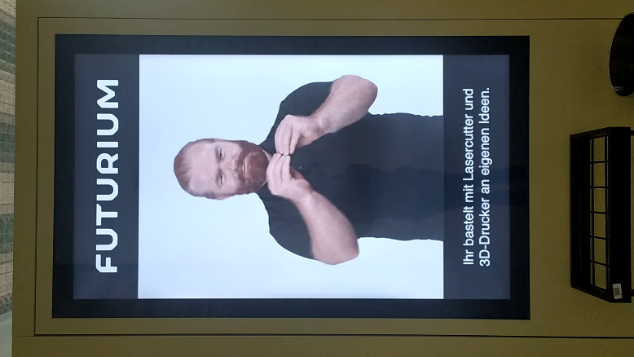 FUTURIUM
Ihr bastelt mit Lasercutter und
3D-Drucker an eigenen Ideen.